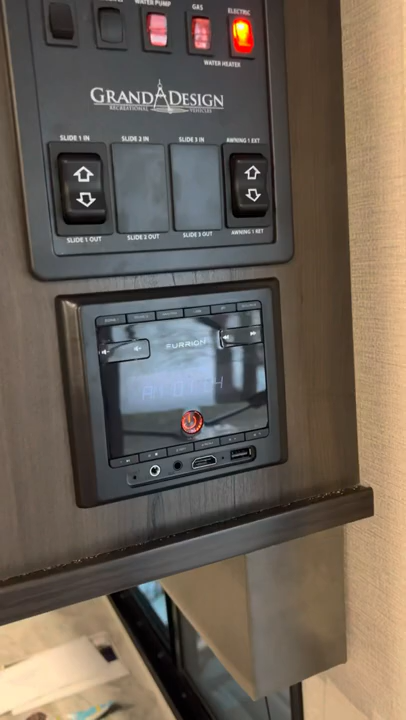 WATER PUMP
GAS
ELECTRIC
WATER HEATER
GRAND DESIGN
RECREATIONAL VEHICLES
SLIDE 1 IN
SLIDE 2 IN
SLIDE 3 IN
AWNING 1 EXT
SLIDE 1 OUT
SLIDE 2 OUT
SLIDE 3 OUT
AWNING 1 RET
FURRION